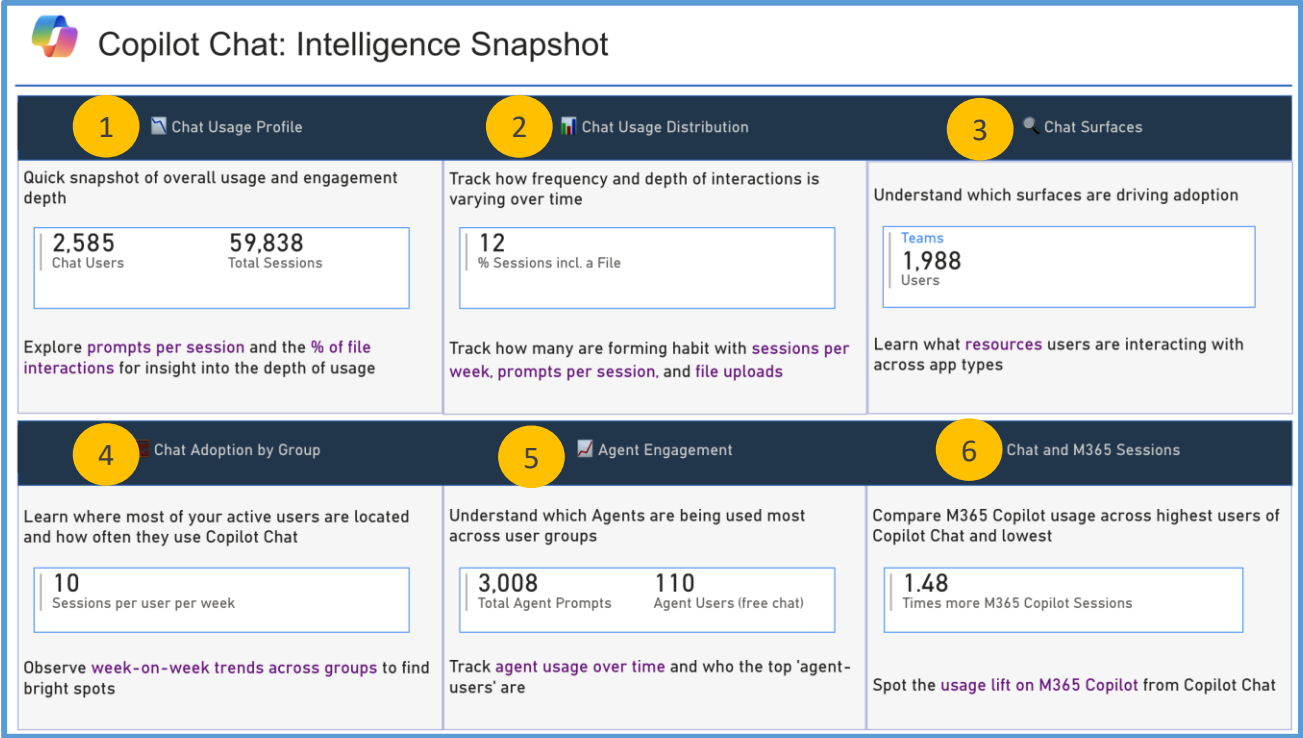 Copilot Chat: Intelligence Snapshot
1 Chat Usage Profile
2 Chat Usage Distribution
3 Chat Surfaces
Quick snapshot of overall usage and engagement
depth
2,585
Chat Users
59,838
Total Sessions
Explore prompts per session and the % of file
interactions for insight into the depth of usage
Track how frequency and depth of interactions is
varying over time
12
% Sessions incl. a File
Track how many are forming habit with sessions per
week, prompts per session, and file uploads
Understand which surfaces are driving adoption
Teams
1,988
Users
Learn what resources users are interacting with
across app types
4 Chat Adoption by Group
5 Agent Engagement
6 Chat and M365 Sessions
Learn where most of your active users are located
and how often they use Copilot Chat
10
Sessions per user per week
Observe week-on-week trends across groups to find
bright spots
Understand which Agents are being used most
across user groups
3,008
Total Agent Prompts
110
Agent Users (free chat)
Track agent usage over time and who the top 'agent-
users' are
Compare M365 Copilot usage across highest users of
Copilot Chat and lowest
1.48
Times more M365 Copilot Sessions
Spot the usage lift on M365 Copilot from Copilot Chat